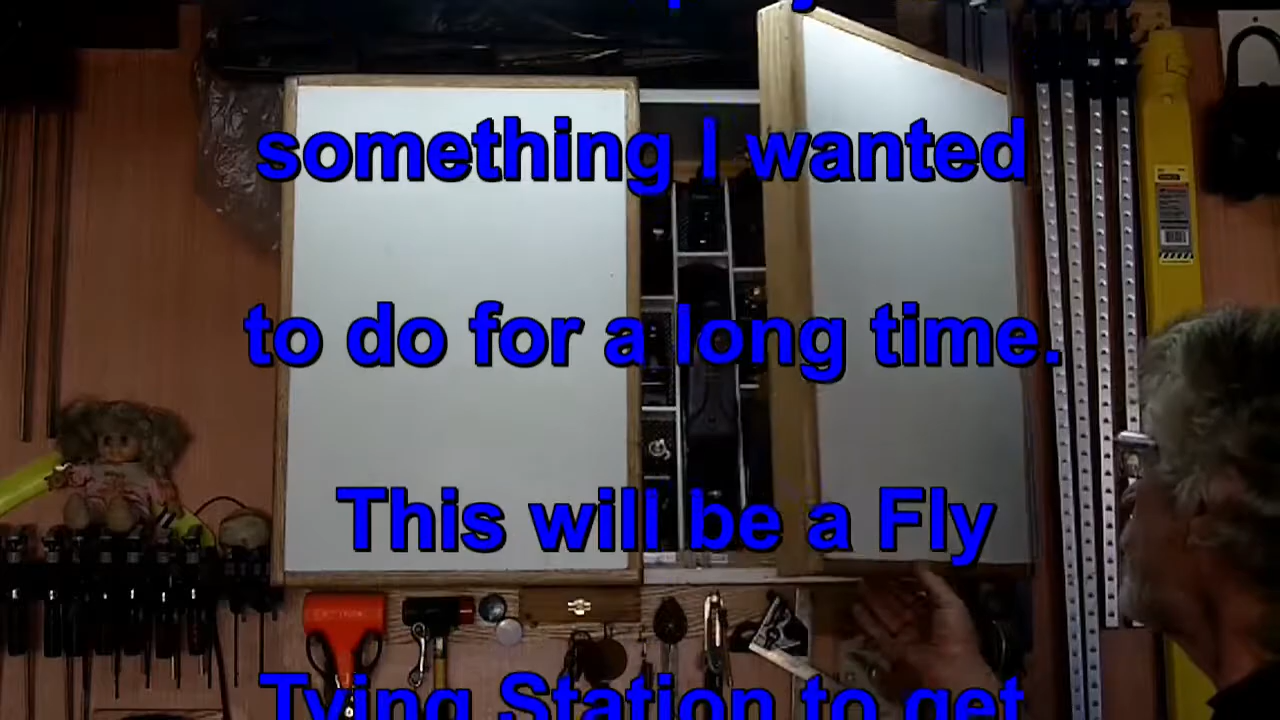 something I wanted
to do for a long time.
This will be a Fly
Tying Station to get